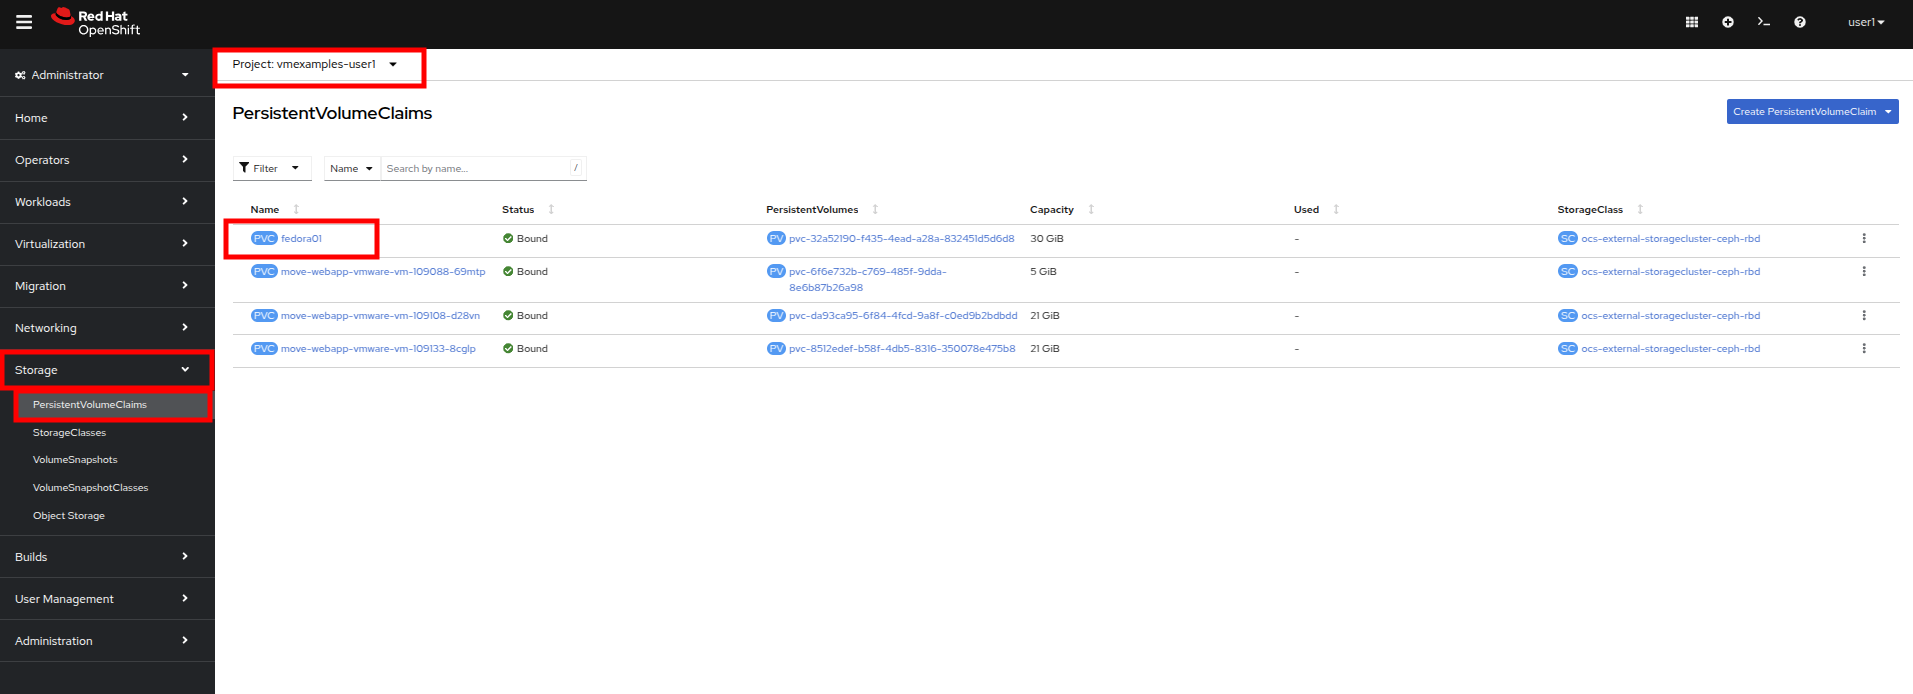 Red Hat
OpenShift
user1
Administrator
Home
Operators
Workloads
Virtualization
Migration
Networking
Storage
PersistentVolumeClaims
StorageClasses
VolumeSnapshots
VolumeSnapshotClasses
Object Storage
Builds
User Management
Administration
Project: vmexamples-user1
PersistentVolumeClaims
Create PersistentVolumeClaim
Filter Name Search by name... /
Name Status PersistentVolumes Capacity Used StorageClass
PVC fedora01 Bound PV pvc-32a52190-f435-4ead-a28a-832451d5d6d8 30 GiB - SC ocs-external-storagecluster-ceph-rbd
PVC move-webapp-vmware-vm-109088-69mtp Bound PV pvc-6f6e732b-c769-485f-9dda- 5 GiB - SC ocs-external-storagecluster-ceph-rbd
8e6b87b26a98
PVC move-webapp-vmware-vm-109108-d28vn Bound PV pvc-da93ca95-6f84-4fcd-9a8f-c0ed9b2bdbdd 21 GiB - SC ocs-external-storagecluster-ceph-rbd
PVC move-webapp-vmware-vm-109133-8cglp Bound PV pvc-8512edef-b58f-4db5-8316-350078e475b8 21 GiB - SC ocs-external-storagecluster-ceph-rbd